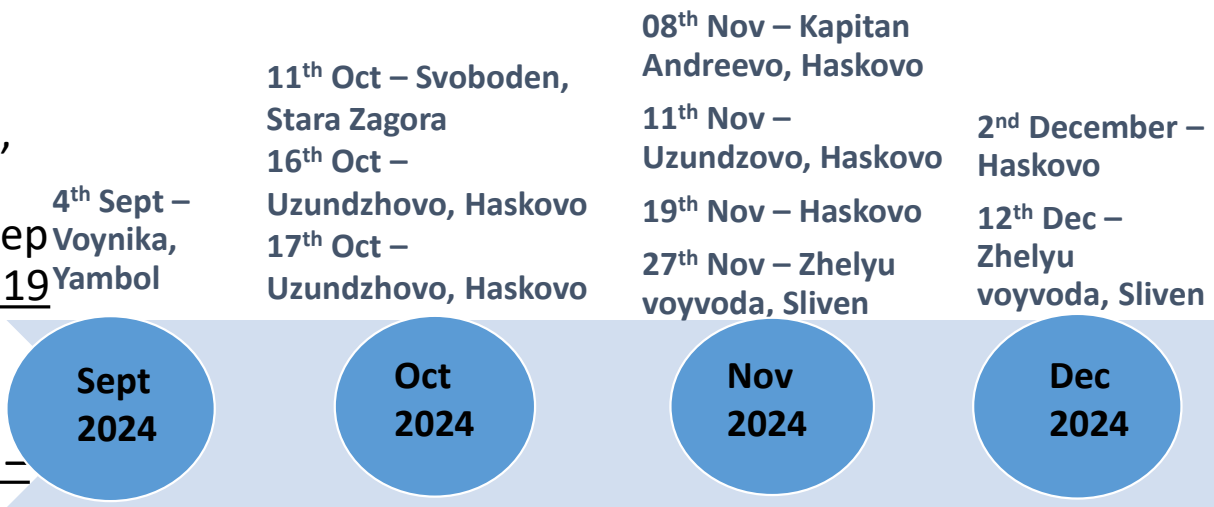 ,
ep
19
–
4th Sept –
Voynika,
Yambol
11th Oct – Svoboden,
Stara Zagora
16th Oct –
Uzundzhovo, Haskovo
17th Oct –
Uzundzhovo, Haskovo
08th Nov – Kapitan
Andreevo, Haskovo
11th Nov –
Uzundzovo, Haskovo
19th Nov – Haskovo
27th Nov – Zhelyu
voyvoda, Sliven
2nd December –
Haskovo
12th Dec –
Zhelyu
voyvoda, Sliven
Sept
2024
Oct
2024
Nov
2024
Dec
2024